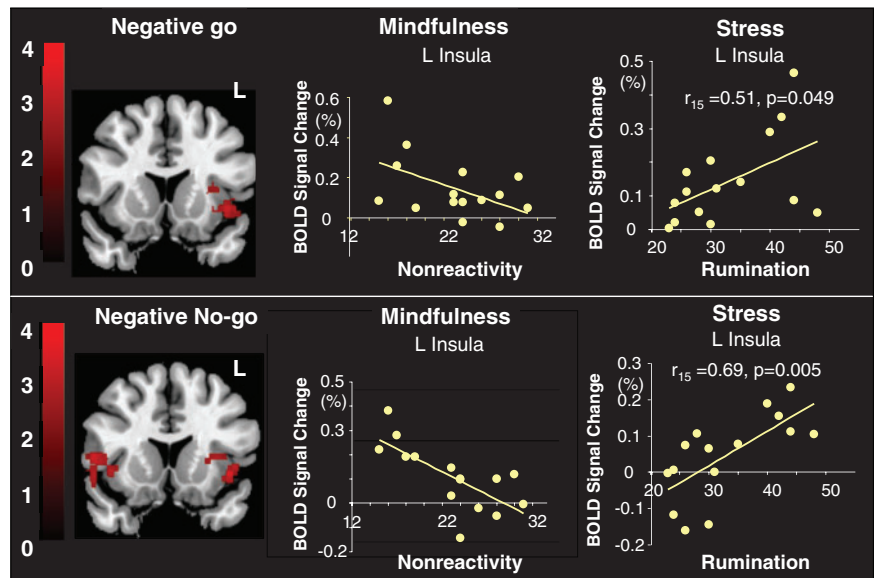 Negative go
4
3
2
1
0
L
Mindfulness
L Insula
BOLD Signal Change
(%)
0.6
0.4
0.2
0
12
22
32
Nonreactivity
Stress
L Insula
BOLD Signal Change
0.5
(%)
0.3
0.1
0
20
30
40
50
r15 =0.51, p=0.049
Rumination
Negative No-go
4
3
2
1
0
L
Mindfulness
L Insula
BOLD Signal Change
0.5
(%)
0.3
0
-0.2
12
22
32
Nonreactivity
Stress
L Insula
BOLD Signal Change
0.3
(%)
0.2
0.1
0
-0.1
-0.2
20
30
40
50
r15 =0.69, p=0.005
Rumination